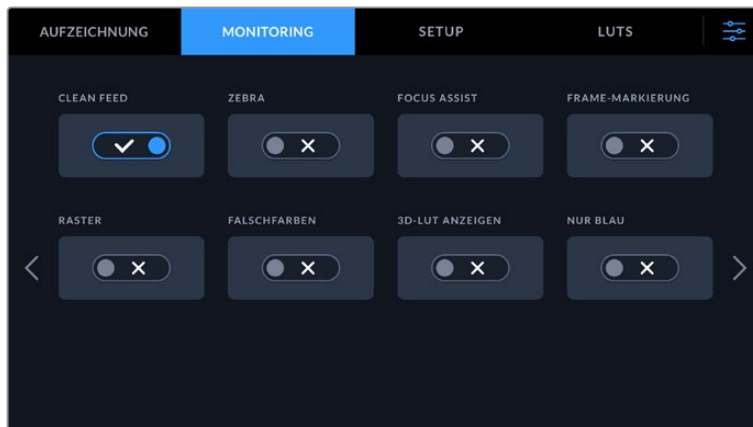 AUFZEICHNUNG MONITORING SETUP LUTS
CLEAN FEED ZEBRA FOCUS ASSIST FRAME-MARKIERUNG
RASTER FALSCHFARBEN 3D-LUT ANZEIGEN NUR BLAU